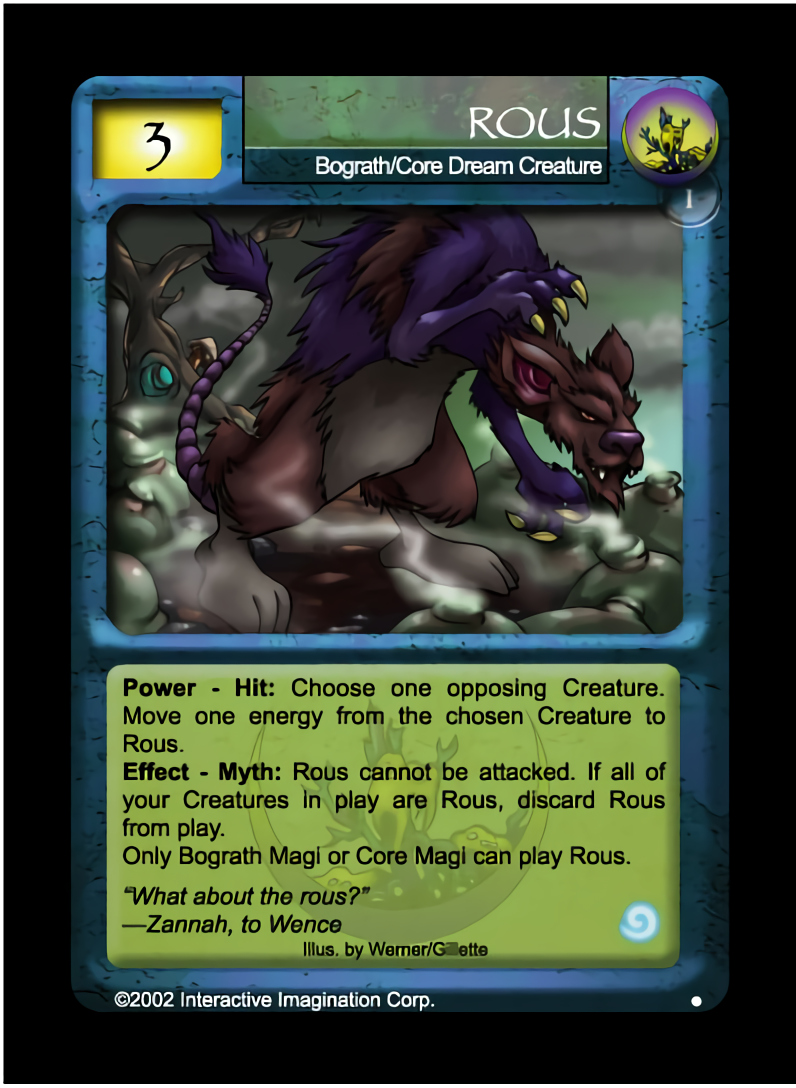 3
ROUS
Bograth/Core Dream Creature
1
Power - Hit: Choose one opposing Creature.
Move one energy from the chosen Creature to
Rous.
Effect - Myth: Rous cannot be attacked. If all of
your Creatures in play are Rous, discard Rous
from play.
Only Bograth Magi or Core Magi can play Rous.
"What about the rous?"
—Zannah, to Wence
Illus. by
©2002 Interactive Imagination Corp.